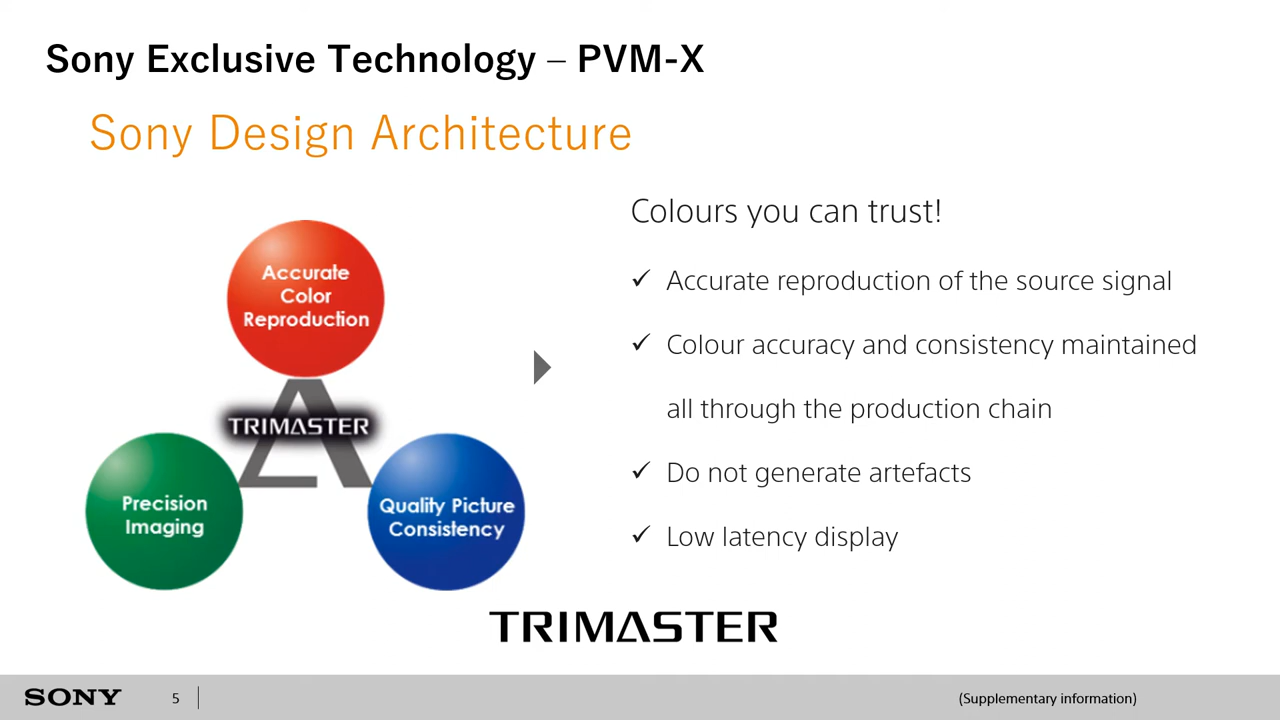 Sony Exclusive Technology – PVM-X
Sony Design Architecture
Accurate
Color
Reproduction
TRIMASTER
Precision
Imaging
Quality Picture
Consistency
Colours you can trust!
✓ Accurate reproduction of the source signal
✓ Colour accuracy and consistency maintained
all through the production chain
✓ Do not generate artefacts
✓ Low latency display
TRIMASTER
SONY
5
(Supplementary information)